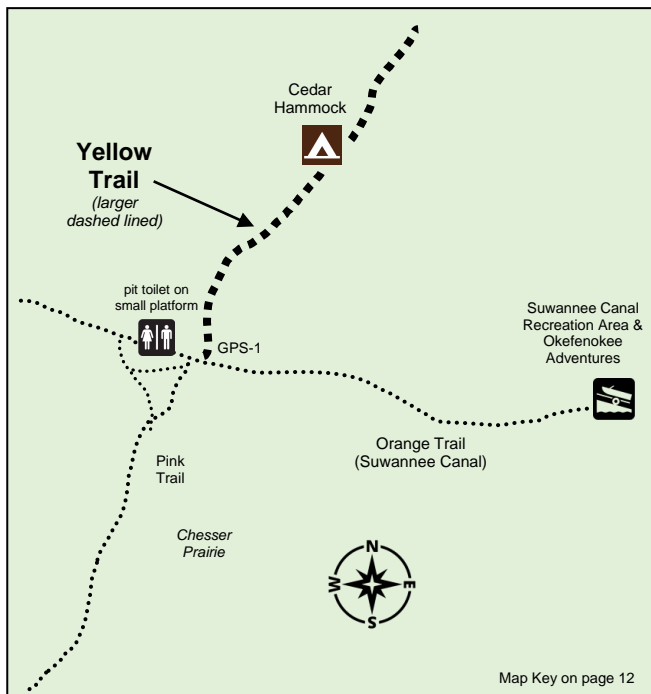 Cedar
Hammock
Yellow
Trail
(larger
dashed lined)
pit toilet on
small platform
GPS-1
Suwannee Canal
Recreation Area &
Okefenokee
Adventures
Orange Trail
(Suwannee Canal)
Pink
Trail
Chesser
Prairie
N
W
E
S
Map Key on page 12